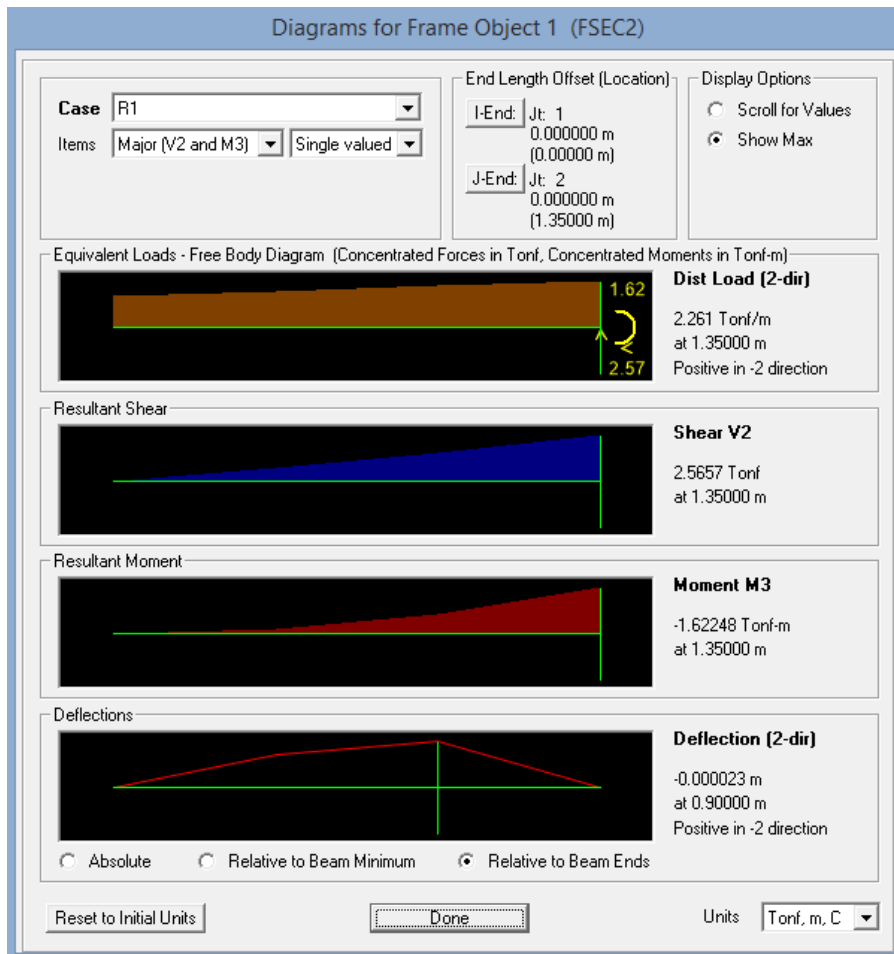 Diagrams for Frame Object 1 (FSEC2)
Case R1
Items Major (V2 and M3) Single valued
End Length Offset (Location)
I-End: Jt: 1
0.000000 m
(0.00000 m)
J-End: Jt: 2
0.000000 m
(1.35000 m)
Display Options
Scroll for Values
Show Max
Equivalent Loads - Free Body Diagram (Concentrated Forces in Tonf, Concentrated Moments in Tonf-m)
1.62
2.57
Dist Load (2-dir)
2.261 Tonf/m
at 1.35000 m
Positive in -2 direction
Resultant Shear
Shear V2
2.5657 Tonf
at 1.35000 m
Resultant Moment
Moment M3
-1.62248 Tonf-m
at 1.35000 m
Deflections
Deflection (2-dir)
-0.000023 m
at 0.90000 m
Positive in -2 direction
Absolute Relative to Beam Minimum Relative to Beam Ends
Reset to Initial Units Done Units Tonf, m, C